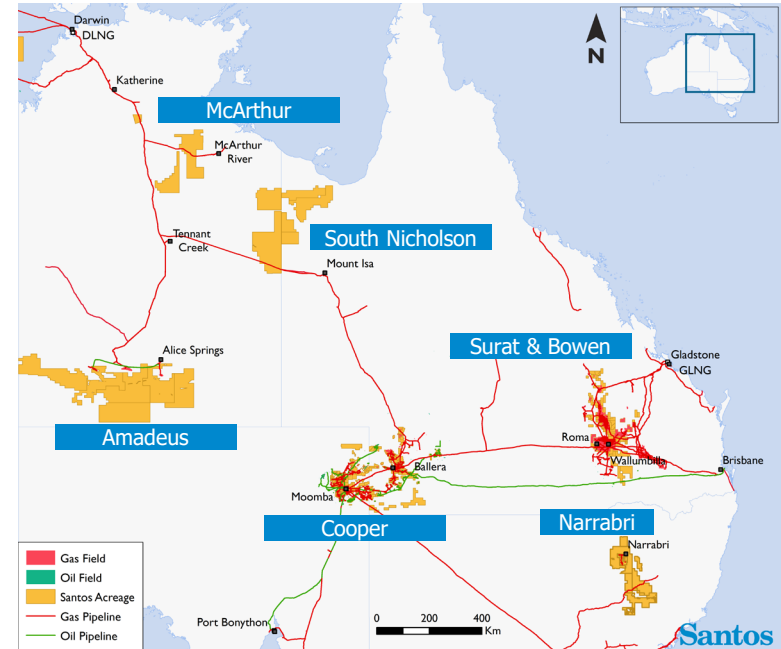 Darwin
DLNG
N
Katherine
McArthur
McArthur
River
South Nicholson
Tennant
Creek
Mount Isa
Surat & Bowen
Alice Springs
Gladstone
GLNG
Amadeus
Roma
Wallumbilla
Ballera
Brisbane
Moomba
Cooper
Narrabri
Narrabri
Gas Field
Oil Field
Santos Acreage
Gas Pipeline
Oil Pipeline
Port Bonython
0 200 400
Km
Santos